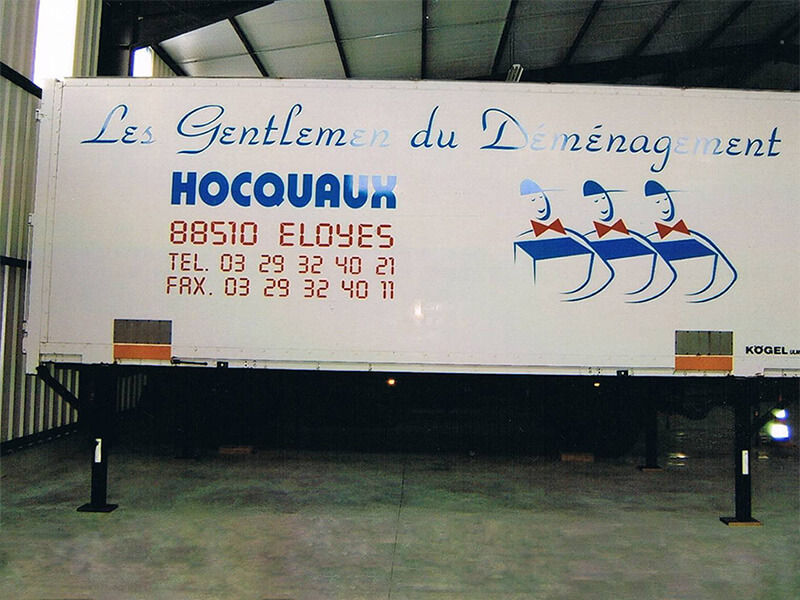 Les Gentlemen du Déménagement
HOCQUAUX
88510 ELOYES
TEL. 03 29 32 40 21
FAX. 03 29 32 40 11
KÖGEL